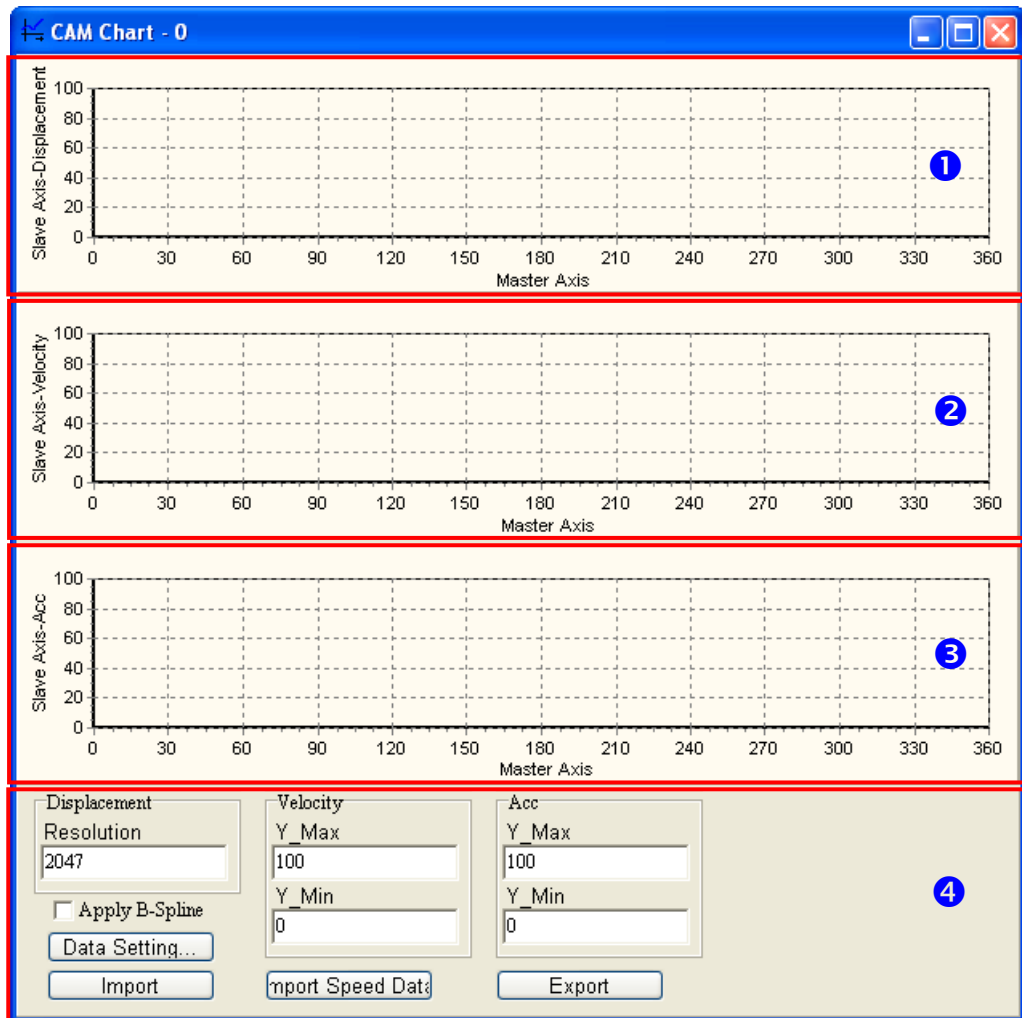 CAM Chart - 0
Slave Axis-Displacement
100
80
60
40
20
0
0 30 60 90 120 150 180 210 240 270 300 330 360
Master Axis
❶
Slave Axis-Velocity
100
80
60
40
20
0
0 30 60 90 120 150 180 210 240 270 300 330 360
Master Axis
❷
Slave Axis-Acc
100
80
60
40
20
0
0 30 60 90 120 150 180 210 240 270 300 330 360
Master Axis
❸
Displacement
Resolution
2047
Apply B-Spline
Data Setting...
Import
Velocity
Y_Max
100
Y_Min
0
mport Speed Data
Acc
Y_Max
100
Y_Min
0
Export
❹